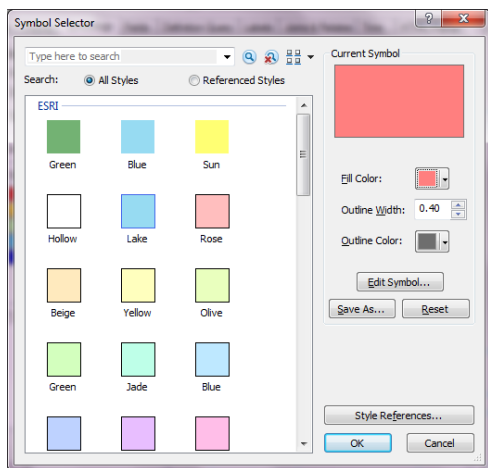 Symbol Selector
Type here to search
Search: All Styles Referenced Styles
ESRI
Green Blue Sun
Hollow Lake Rose
Beige Yellow Olive
Green Jade Blue
Current Symbol
Fill Color:
Outline Width: 0.40
Outline Color:
Edit Symbol...
Save As... Reset
Style References...
OK Cancel